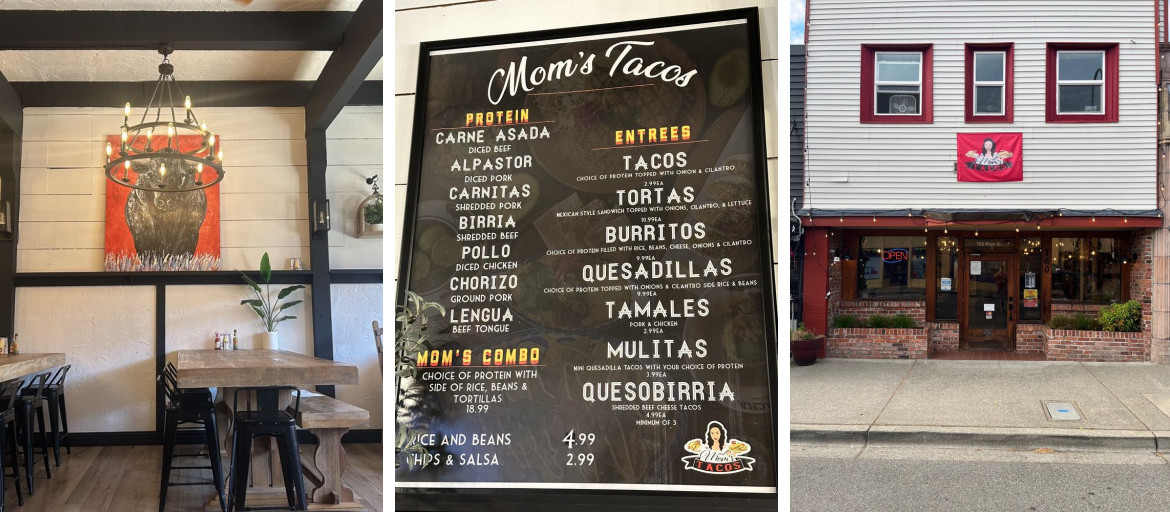 Mom's Tacos
PROTEIN
CARNE ASADA
DICED BEEF
ALPASTOR
DICED PORK
CARNITAS
SHREDDED PORK
BIRRIA
SHREDDED BEEF
POLLO
DICED CHICKEN
CHORIZO
GROUND PORK
LENGUA
BEEF TONGUE
MOM'S COMBO
CHOICE OF PROTEIN WITH
SIDE OF RICE, BEANS &
TORTILLAS
18.99
ENTREES
TACOS
CHOICE OF PROTEIN TOPPED WITH ONION & CILANTRO
2.99EA
TORTAS
MEXICAN STYLE SANDWICH TOPPED WITH ONIONS, CILANTRO, & LETTUCE
10.99EA
BURRITOS
CHOICE OF PROTEIN FILLED WITH RICE, BEANS, CHEESE, ONIONS & CILANTRO
9.99EA
QUESADILLAS
CHOICE OF PROTEIN TOPPED WITH ONIONS & CILANTRO SIDE RICE & BEANS
9.99EA
TAMALES
PORK & CHICKEN
2.99EA
MULITAS
MINI QUESADILLA TACOS WITH YOUR CHOICE OF PROTEIN
3.99EA
QUESOBIRRIA
SHREDDED BEEF CHEESE TACOS
4.99EA
MINIMUM OF 3
ICE AND BEANS 4.99
HIPS & SALSA 2.99
Mom's
TACOS
Mom's
TACOS
OPEN